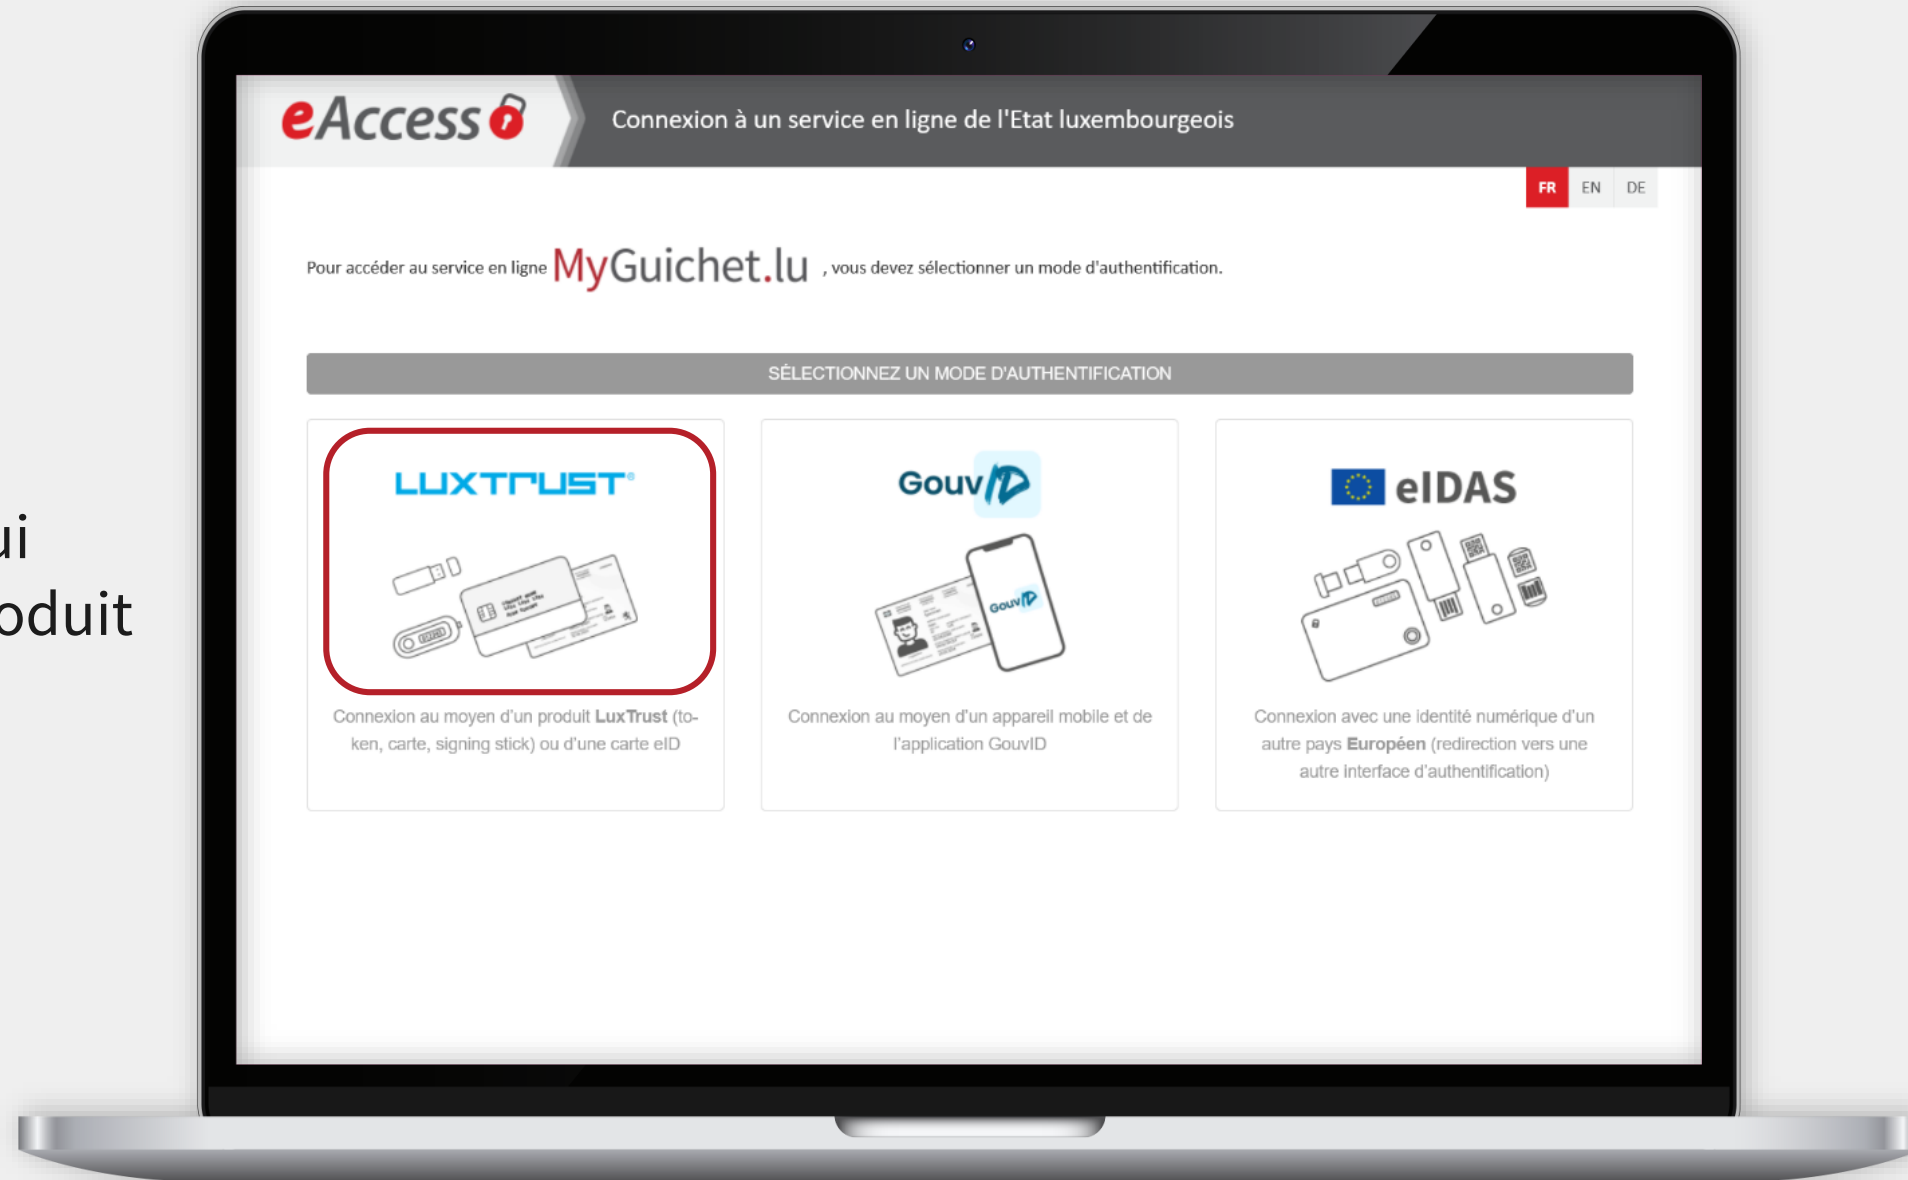 eAccess
Connexion à un service en ligne de l'Etat luxembourgeois
FR EN DE
Pour accéder au service en ligne MyGuichet.lu , vous devez sélectionner un mode d'authentification.
SÉLECTIONNEZ UN MODE D'AUTHENTIFICATION
LUXTRUST
Connexion au moyen d'un produit LuxTrust (to-
ken, carte, signing stick) ou d'une carte eID
GouvID
GouvID
Connexion au moyen d'un appareil mobile et de
l'application GouvID
eIDAS
Connexion avec une identité numérique d'un
autre pays Européen (redirection vers une
autre interface d'authentification)
ui
oduit